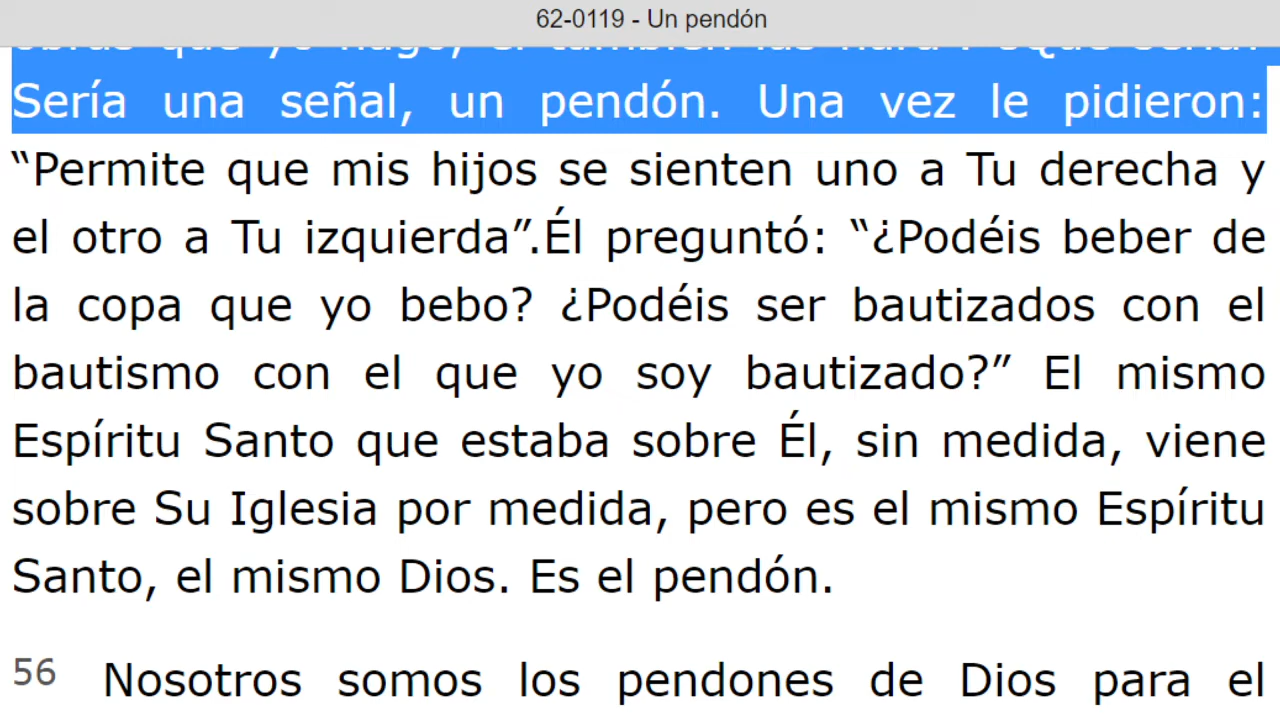 62-0119 - Un pendón
Sería una señal, un pendón. Una vez le pidieron:
“Permite que mis hijos se sienten uno a Tu derecha y
el otro a Tu izquierda”.Él preguntó: “¿Podéis beber de
la copa que yo bebo? ¿Podéis ser bautizados con el
bautismo con el que yo soy bautizado?” El mismo
Espíritu Santo que estaba sobre Él, sin medida, viene
sobre Su Iglesia por medida, pero es el mismo Espíritu
Santo, el mismo Dios. Es el pendón.
56 Nosotros somos los pendones de Dios para el